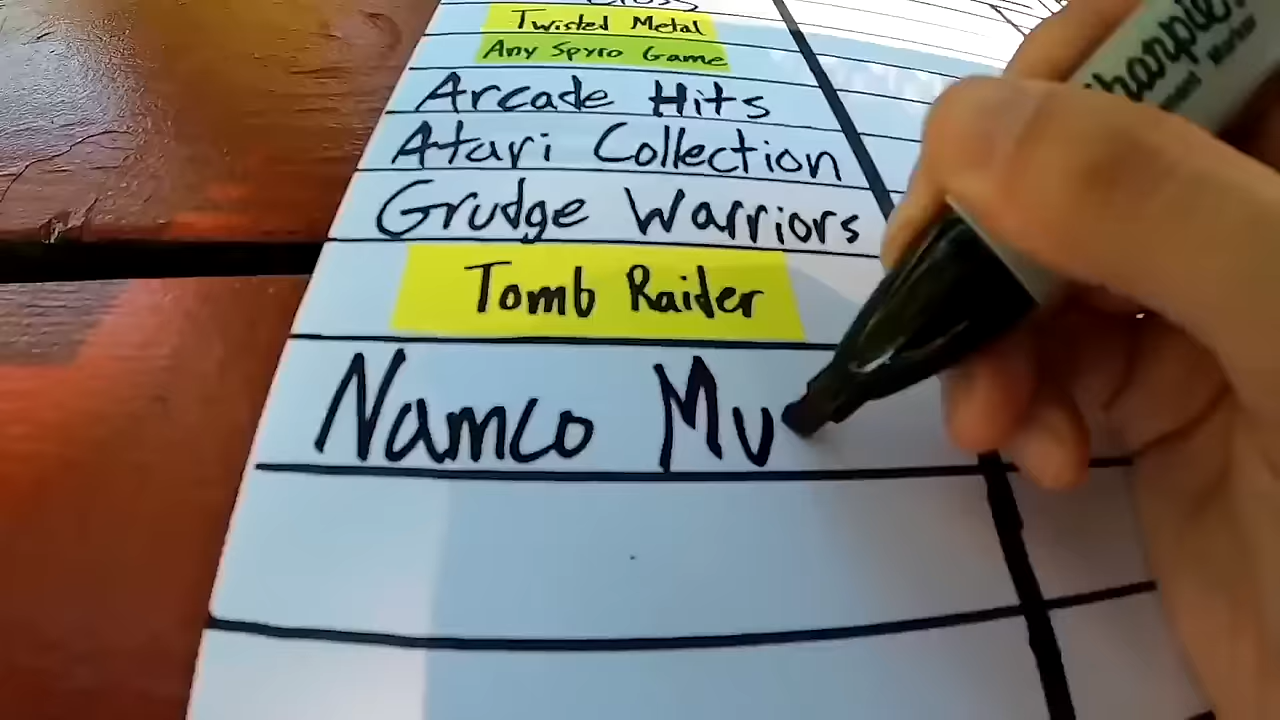 Twisted Metal
Any Spyro Game
Arcade Hits
Atari Collection
Grudge Warriors
Tomb Raider
Namco Mu